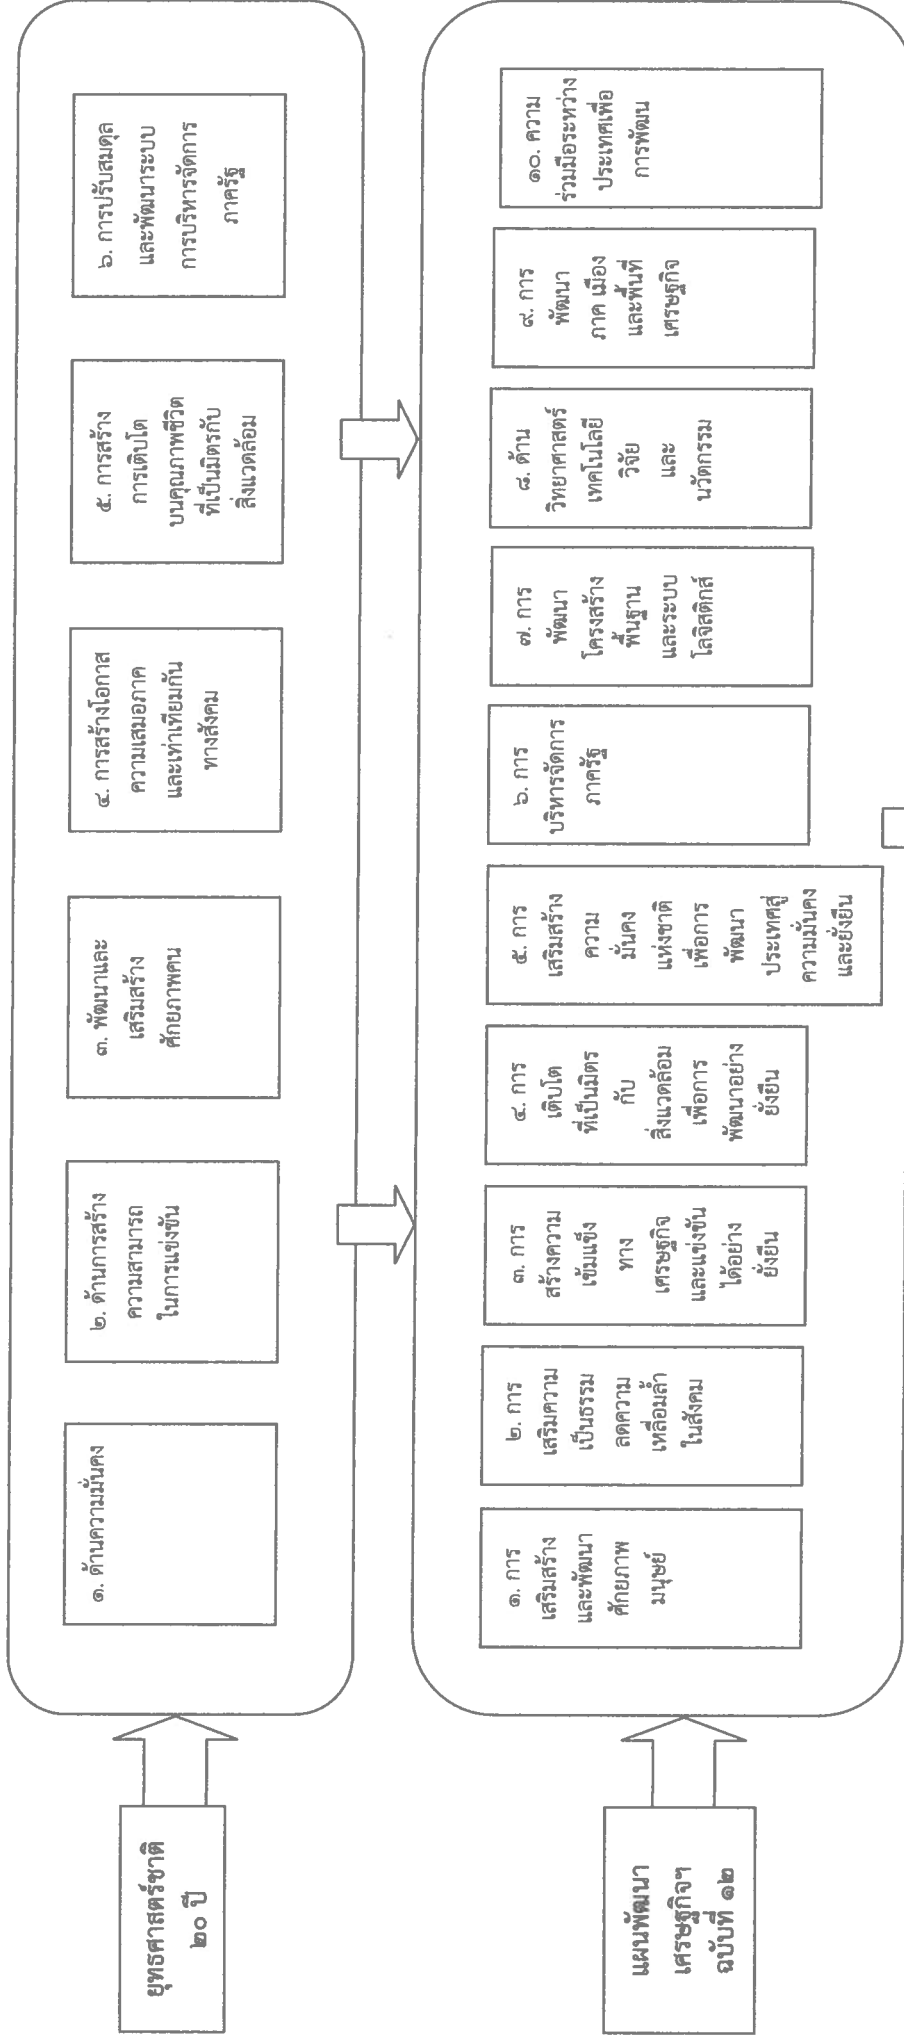 ยุทธศาสตร์ชาติ
๒๐ ปี
๑. ด้านความมั่นคง
๒. ด้านการสร้าง
ความสามารถ
ในการแข่งขัน
๓. พัฒนาและ
เสริมสร้าง
ศักยภาพคน
๔. การสร้างโอกาส
ความเสมอภาค
และเท่าเทียมกัน
ทางสังคม
๕. การสร้าง
การเติบโต
บนคุณภาพชีวิต
ที่เป็นมิตรกับ
สิ่งแวดล้อม
๖. การปรับสมดุล
และพัฒนาระบบ
การบริหารจัดการ
ภาครัฐ
แผนพัฒนา
เศรษฐกิจฯ
ฉบับที่ ๑๒
๑. การ
เสริมสร้าง
และพัฒนา
ศักยภาพ
มนุษย์
๒. การ
เสริมความ
เป็นธรรม
ลดความ
เหลื่อมล้ำ
ในสังคม
๓. การ
สร้างความ
เข้มแข็ง
ทาง
เศรษฐกิจ
และแข่งขัน
ได้อย่าง
ยั่งยืน
๔. การ
เติบโต
ที่เป็นมิตร
กับ
สิ่งแวดล้อม
เพื่อการ
พัฒนาอย่าง
ยั่งยืน
๕. การ
เสริมสร้าง
ความ
มั่นคง
แห่งชาติ
เพื่อการ
พัฒนา
ประเทศสู่
ความมั่นคง
และยั่งยืน
๖. การ
บริหารจัดการ
ภาครัฐ
๗. การ
พัฒนา
โครงสร้าง
พื้นฐาน
และระบบ
โลจิสติกส์
๘. ด้าน
วิทยาศาสตร์
เทคโนโลยี
วิจัย
และ
นวัตกรรม
๙. การ
พัฒนา
ภาค เมือง
และพื้นที่
เศรษฐกิจ
๑๐. ความ
ร่วมมือระหว่าง
ประเทศเพื่อ
การพัฒน